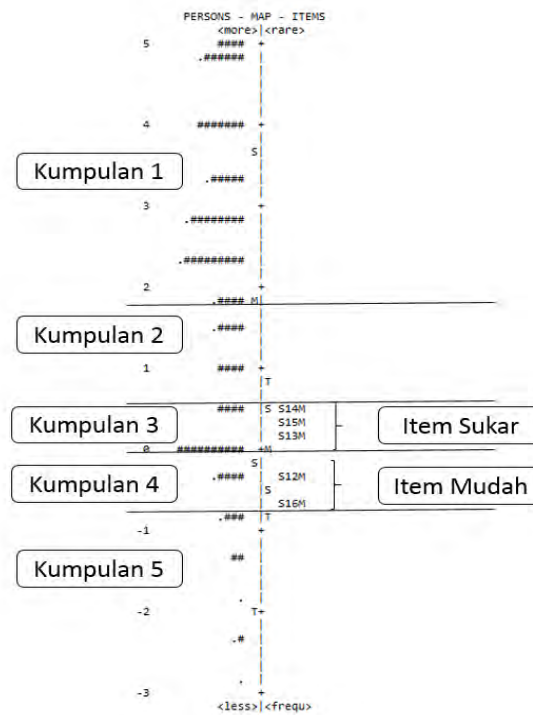 PERSONS - MAP - ITEMS
<more>|<rare>
5 #### +
.###### |
4 ####### +
S|
Kumpulan 1 .##### |
3 +
.######## |
.######### |
2 +
.#### M|
Kumpulan 2 .#### |
1 #### +
|T
#### |S S14M
Kumpulan 3 | S15M Item Sukar
| S13M
0 ########## +M
S|
Kumpulan 4 .#### | S12M Item Mudah
|S
| S16M
.### |T
-1 +
Kumpulan 5 ## |
. |
-2 T+
.# |
. |
-3 +
<less>|<frequ>